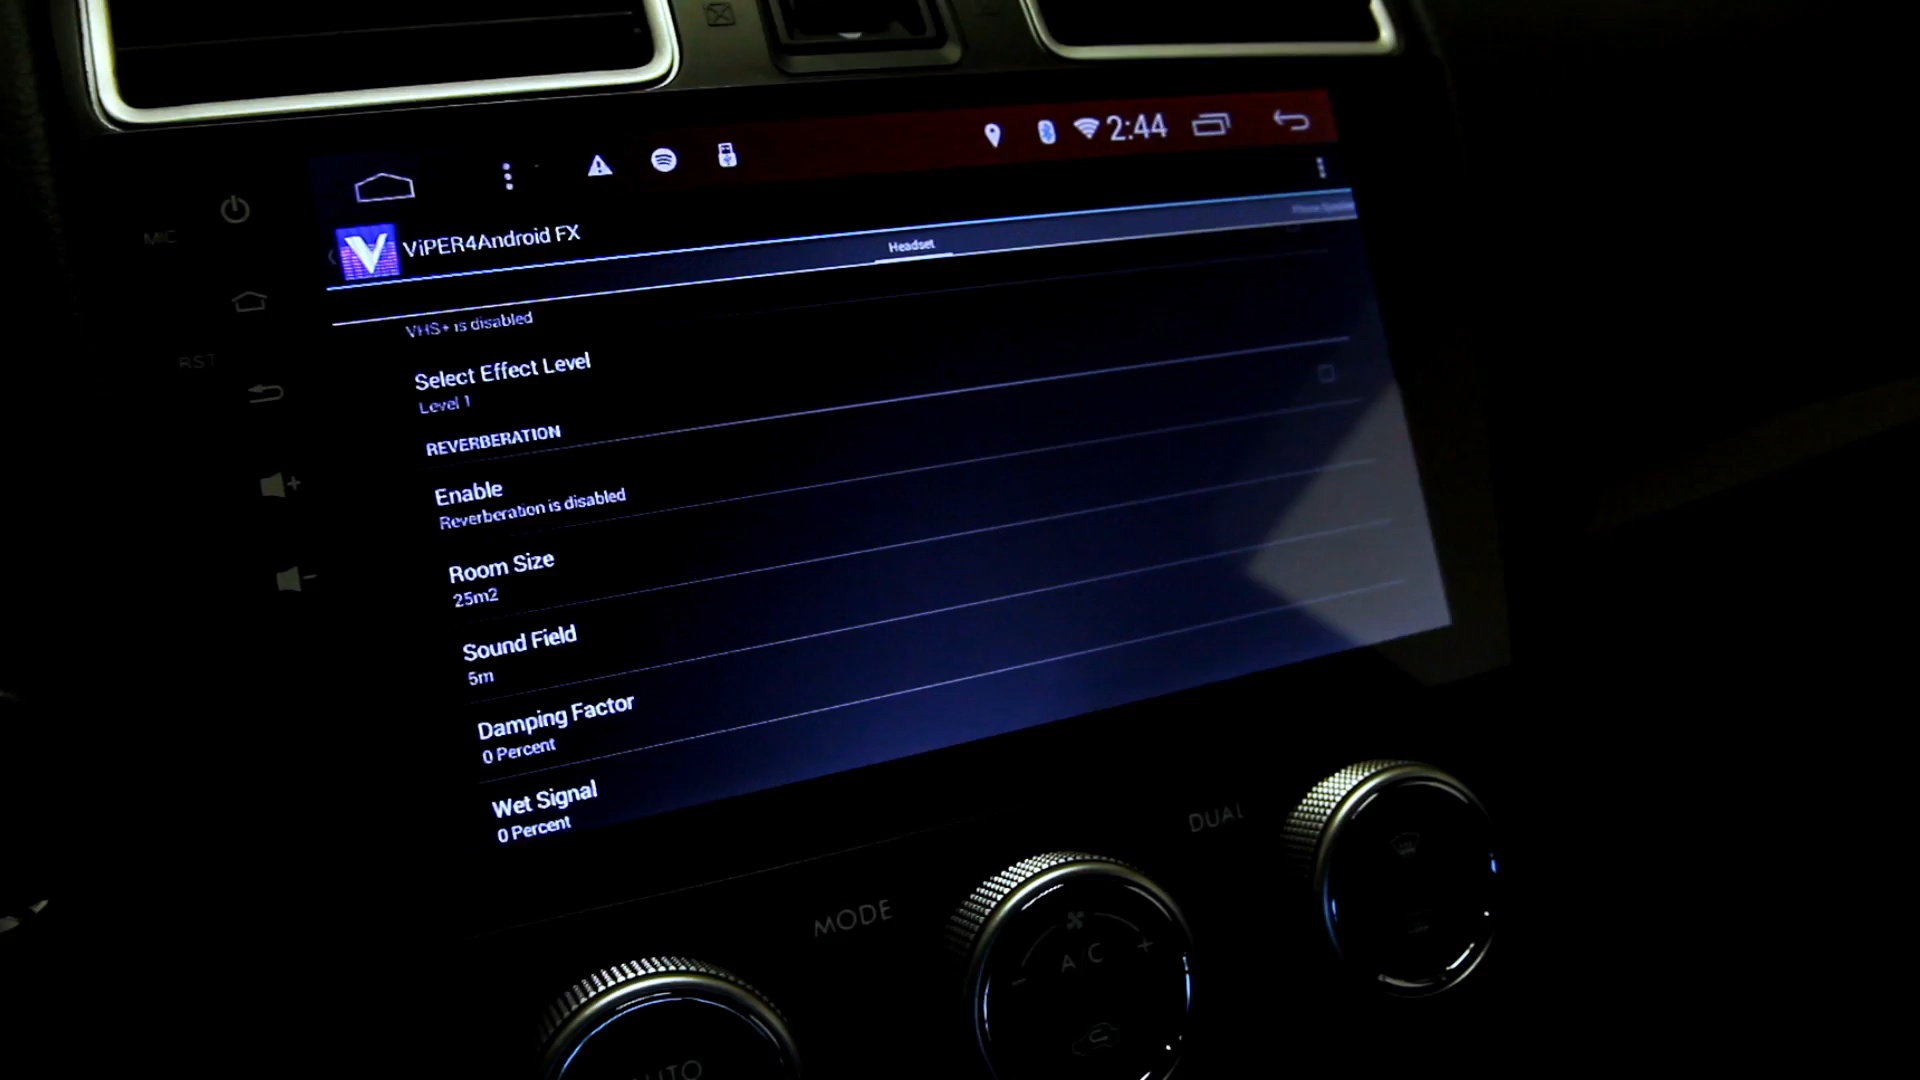 2:44
MIC
ViPER4Android FX
Headset
VHS+ is disabled
RST
Select Effect Level
Level 1
REVERBERATION
Enable
Reverberation is disabled
Room Size
25m2
Sound Field
5m
Damping Factor
0 Percent
Wet Signal
0 Percent
DUAL
MODE
A/C
AUTO